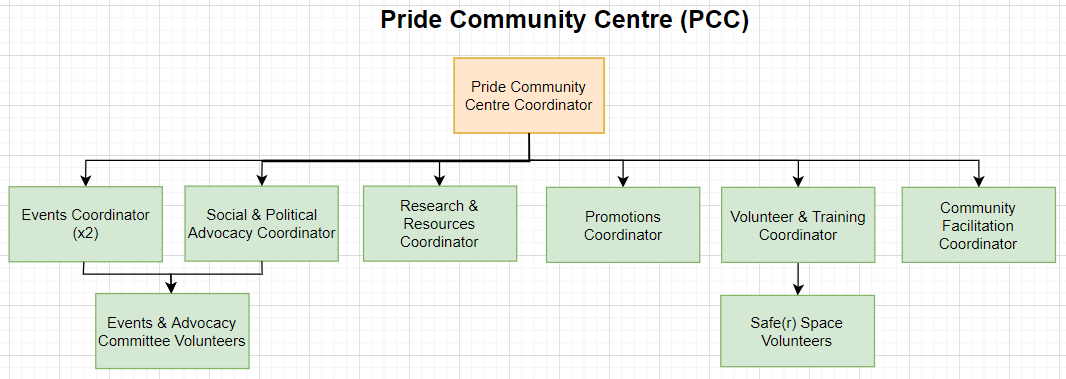 Pride Community Centre (PCC)
Pride Community
Centre Coordinator
Events Coordinator
(x2)
Social & Political
Advocacy Coordinator
Research &
Resources
Coordinator
Promotions
Coordinator
Volunteer & Training
Coordinator
Community
Facilitation
Coordinator
Events & Advocacy
Committee Volunteers
Safe(r) Space
Volunteers